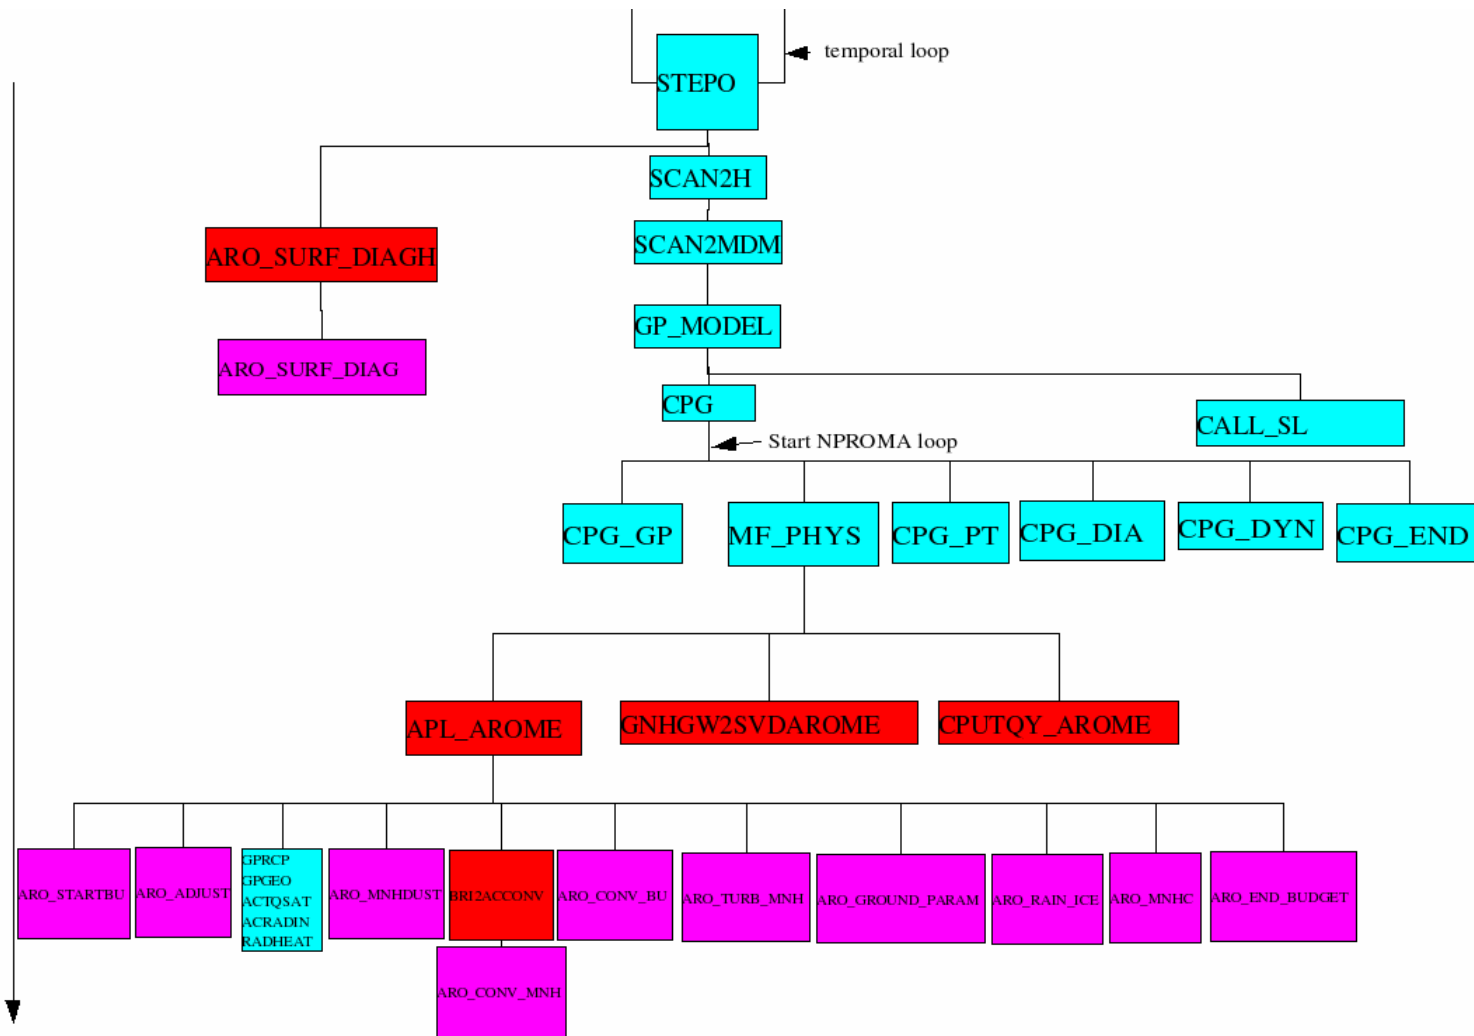 temporal loop
STEPO
SCAN2H
ARO_SURF_DIAGH
SCAN2MDM
GP_MODEL
ARO_SURF_DIAG
CPG
CALL_SL
Start NPROMA loop
CPG_GP
MF_PHYS
CPG_PT
CPG_DIA
CPG_DYN
CPG_END
APL_AROME
GNHGW2SVDAROME
CPUTQY_AROME
ARO_STARTBU
ARO_ADJUST
GPRCP
GPGEO
ACTQSAT
ACRADIN
RADHEAT
ARO_MNHDUST
BRI2ACCONV
ARO_CONV_BU
ARO_TURB_MNH
ARO_GROUND_PARAM
ARO_RAIN_ICE
ARO_MNHC
ARO_END_BUDGET
ARO_CONV_MNH